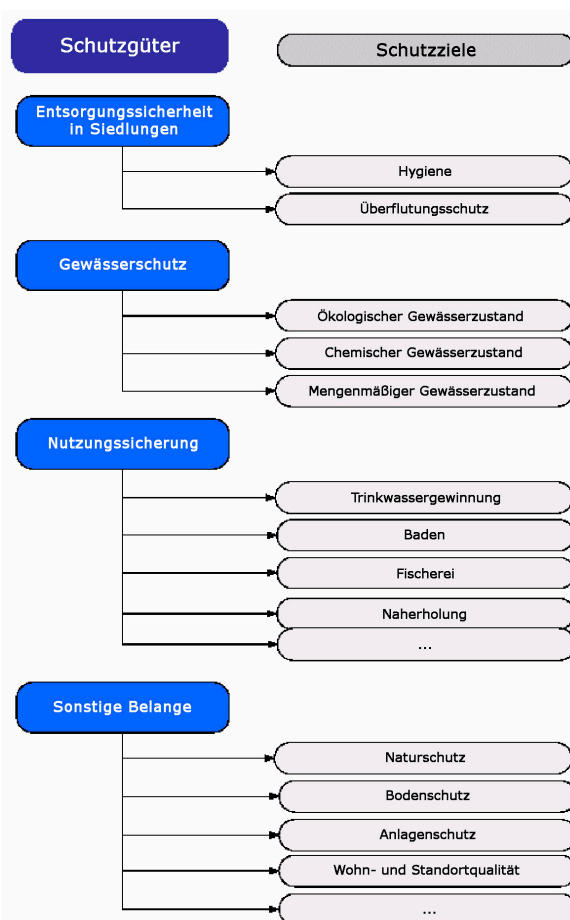 Schutzgüter
Schutzziele
Entsorgungssicherheit
in Siedlungen
Hygiene
Überflutungsschutz
Gewässerschutz
Ökologischer Gewässerzustand
Chemischer Gewässerzustand
Mengenmäßiger Gewässerzustand
Nutzungssicherung
Trinkwassergewinnung
Baden
Fischerei
Naherholung
...
Sonstige Belange
Naturschutz
Bodenschutz
Anlagenschutz
Wohn- und Standortqualität
...